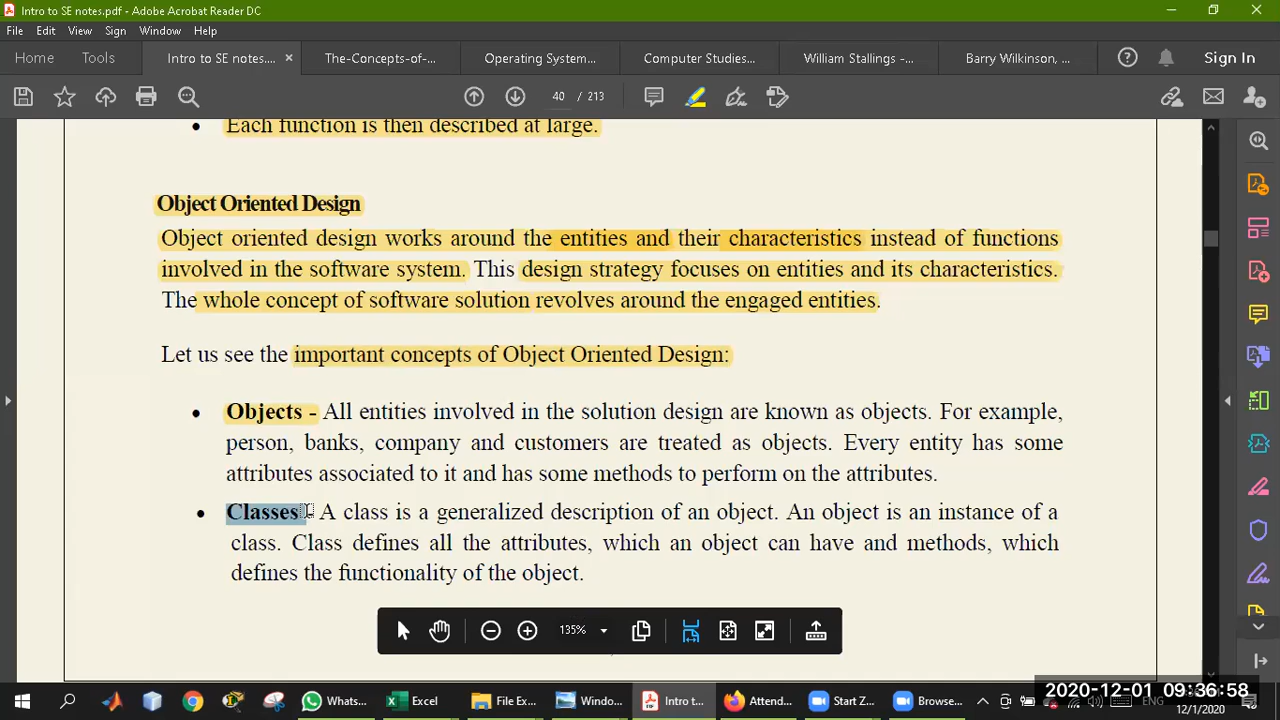 Intro to SE notes.pdf - Adobe Acrobat Reader DC
File Edit View Sign Window Help
Home Tools Intro to SE notes.... × The-Concepts-of-... Operating System... Computer Studies... William Stallings -... Barry Wilkinson, ... Sign In
40 / 213
Each function is then described at large.
Object Oriented Design
Object oriented design works around the entities and their characteristics instead of functions
involved in the software system. This design strategy focuses on entities and its characteristics.
The whole concept of software solution revolves around the engaged entities.
Let us see the important concepts of Object Oriented Design:
• Objects - All entities involved in the solution design are known as objects. For example,
person, banks, company and customers are treated as objects. Every entity has some
attributes associated to it and has some methods to perform on the attributes.
• Classes - A class is a generalized description of an object. An object is an instance of a
class. Class defines all the attributes, which an object can have and methods, which
defines the functionality of the object.
135%
Whats... Excel File Ex... Windo... Intro t... Attend... Start Z... Browse... ENG
2020-12-01 09:36:58
12/1/2020